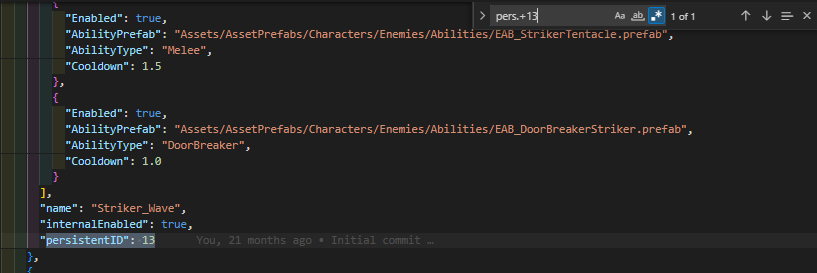 {
pers.+13 Aa ab .* 1 of 1
"Enabled": true,
"AbilityPrefab": "Assets/AssetPrefabs/Characters/Enemies/Abilities/EAB_StrikerTentacle.prefab",
"AbilityType": "Melee",
"Cooldown": 1.5
},
{
"Enabled": true,
"AbilityPrefab": "Assets/AssetPrefabs/Characters/Enemies/Abilities/EAB_DoorBreakerStriker.prefab",
"AbilityType": "DoorBreaker",
"Cooldown": 1.0
}
],
"name": "Striker_Wave",
"internalEnabled": true,
"persistentID": 13 You, 21 months ago • Initial commit …
},
{